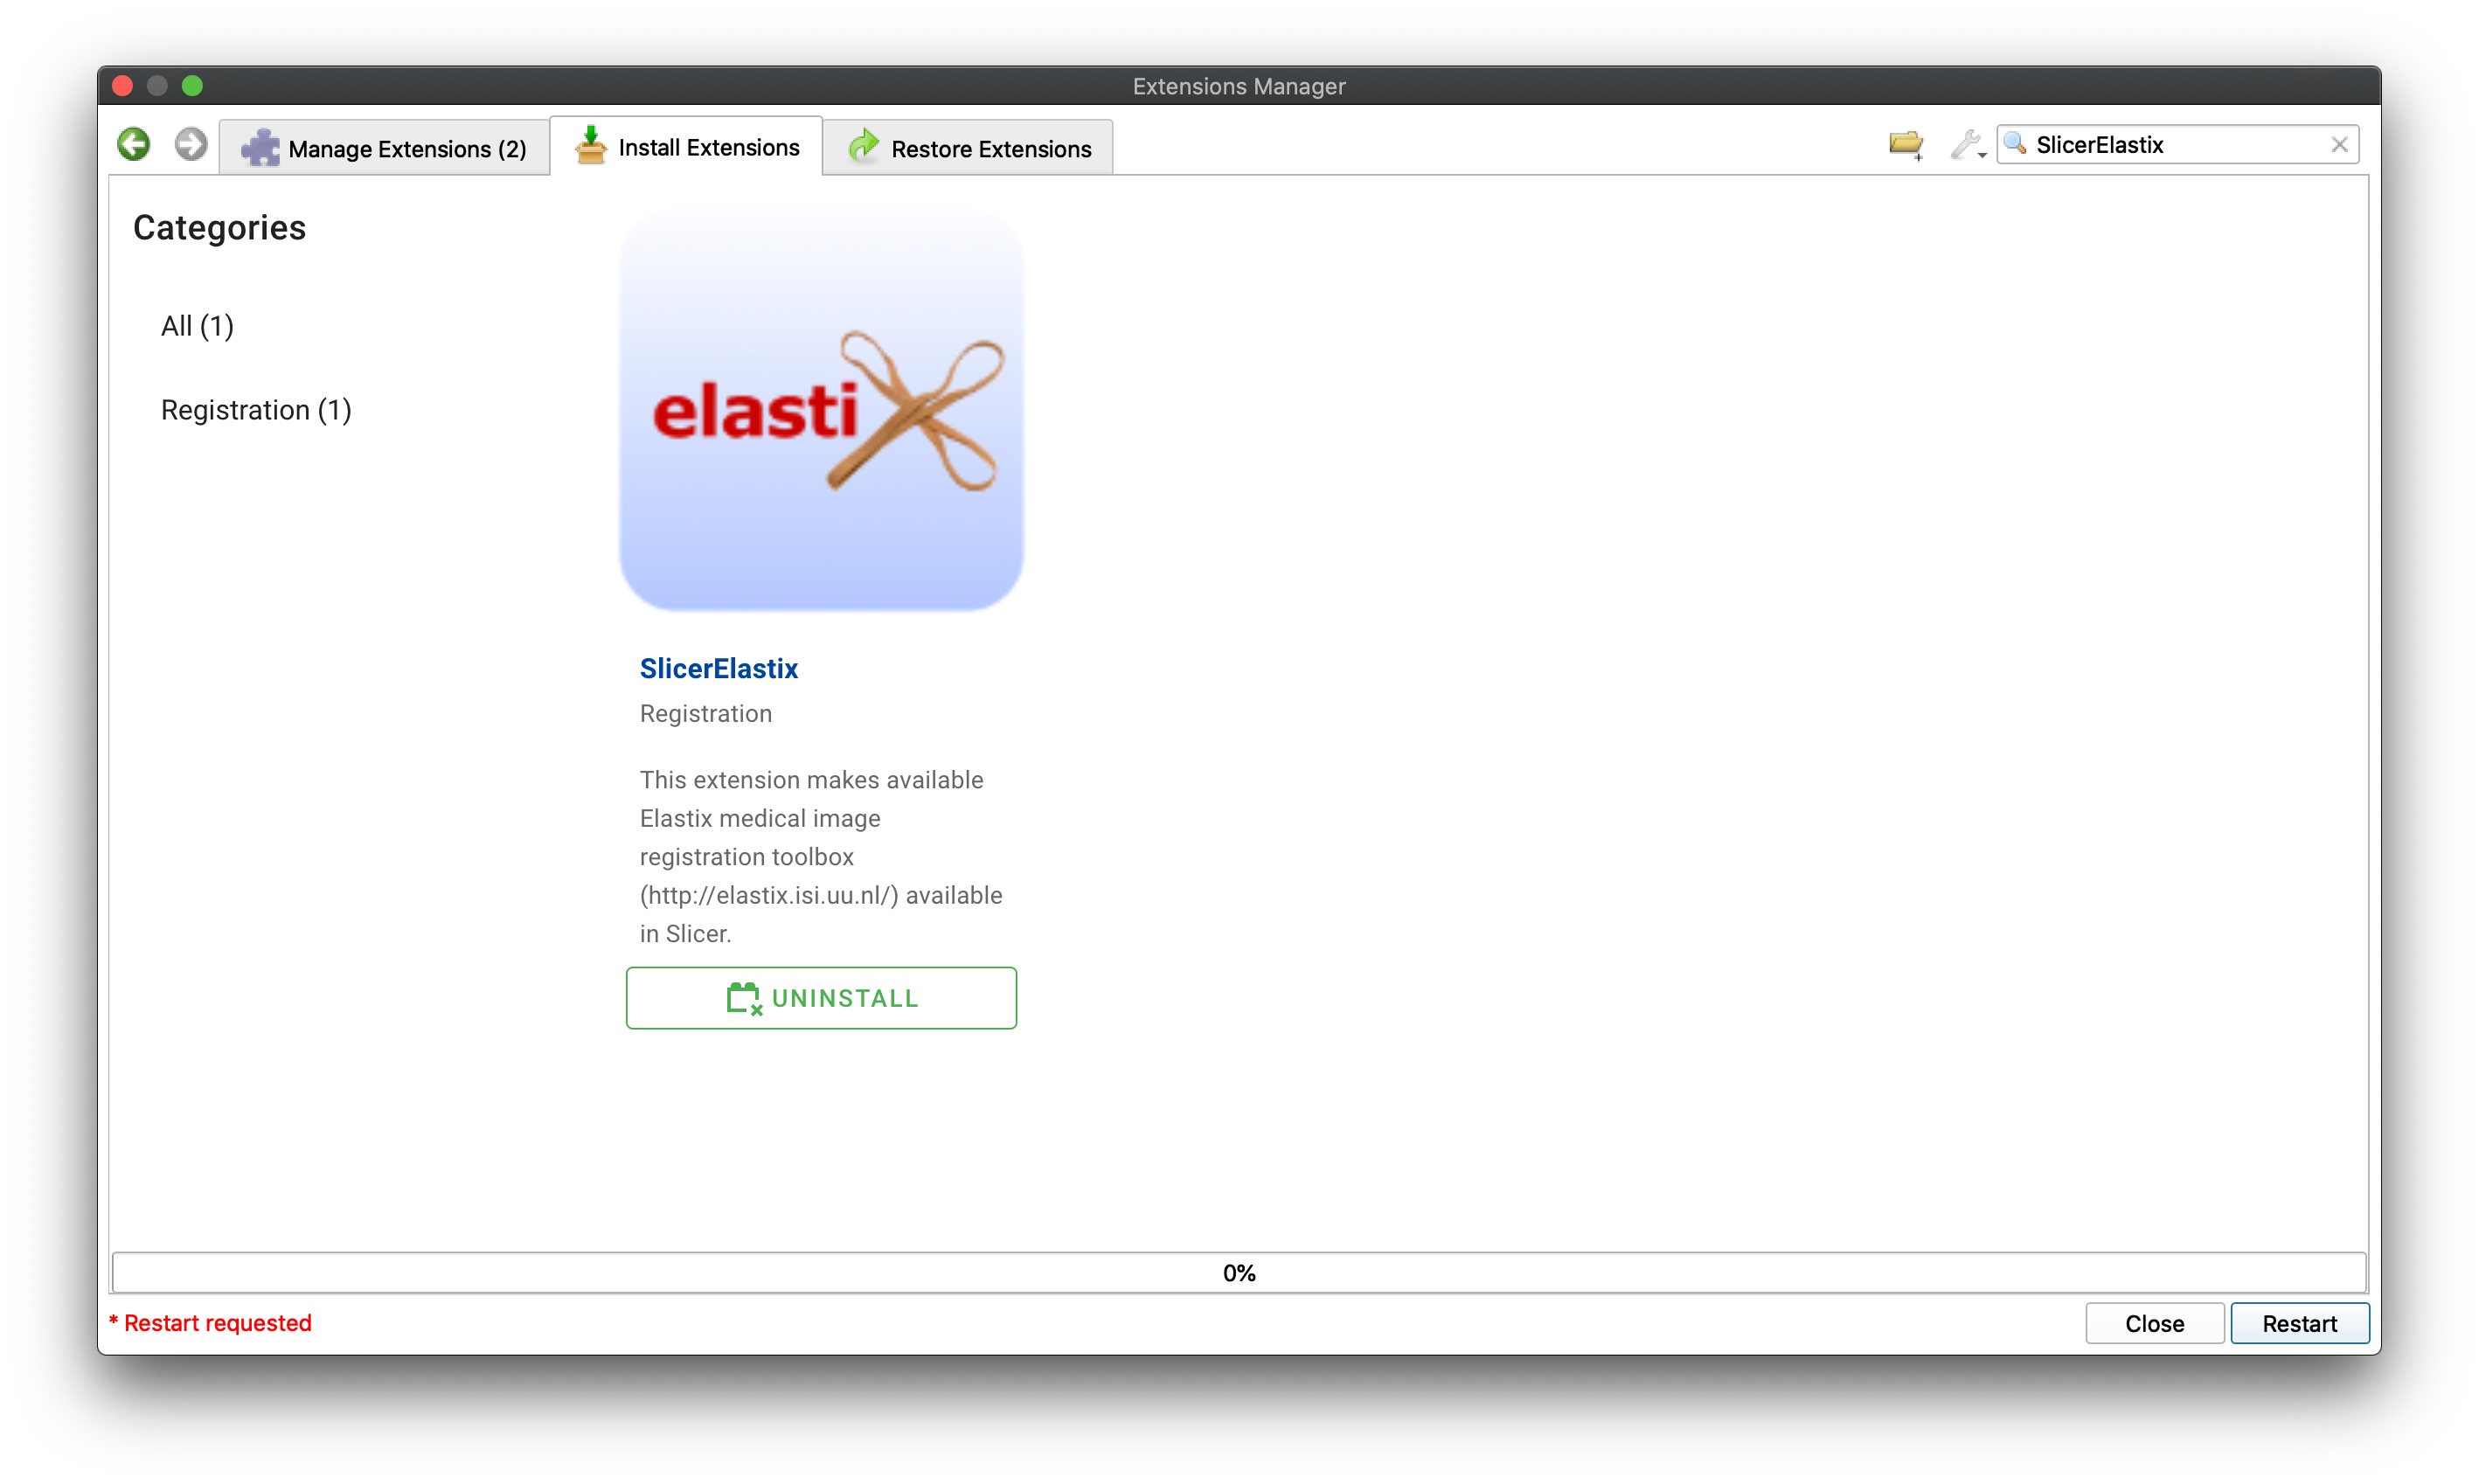 Extensions Manager
Manage Extensions (2)
Install Extensions
Restore Extensions
SlicerElastix
Categories
All (1)
Registration (1)
elastix
SlicerElastix
Registration
This extension makes available
Elastix medical image
registration toolbox
(http://elastix.isi.uu.nl/) available
in Slicer.
UNINSTALL
0%
* Restart requested
Close
Restart